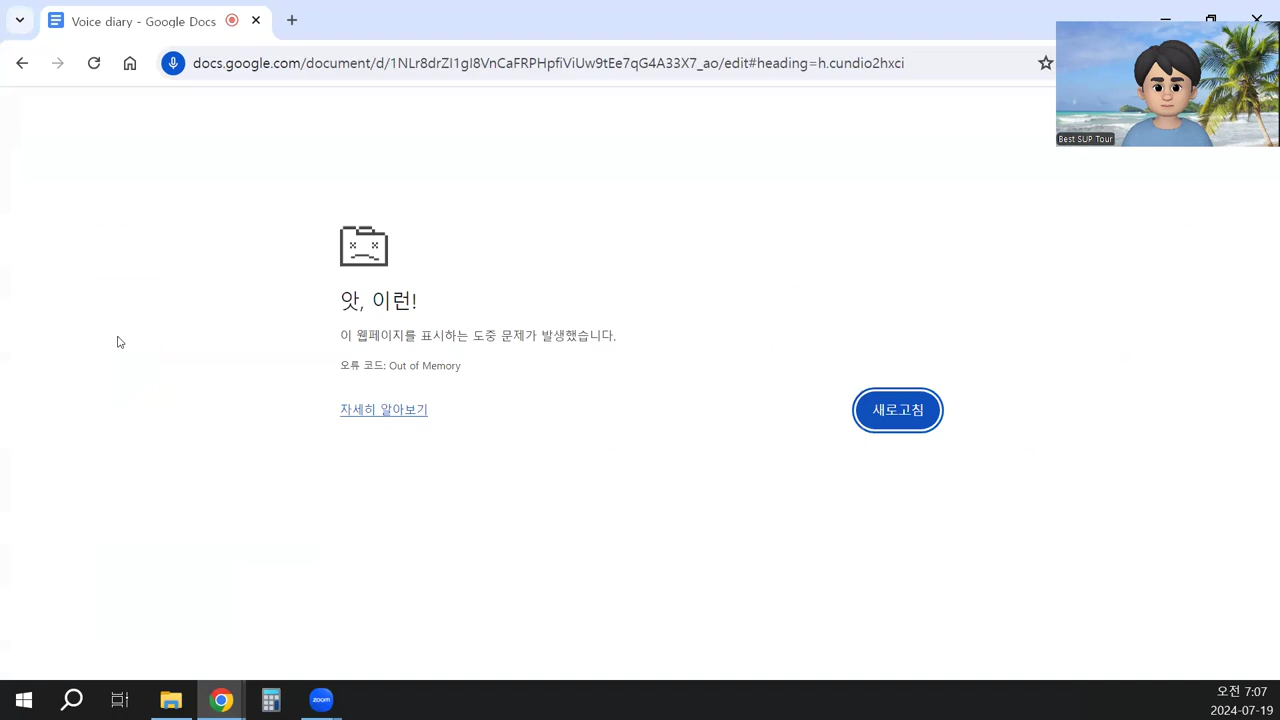 Voice diary - Google Docs
docs.google.com/document/d/1NLr8drZI1gI8VnCaFRPHpfiViUw9tEe7qG4A33X7_ao/edit#heading=h.cundio2hxci
Best SUP Tour
앗, 이런!
이 웹페이지를 표시하는 도중 문제가 발생했습니다.
오류 코드: Out of Memory
자세히 알아보기
새로고침
zoom
오전 7:07
2024-07-19